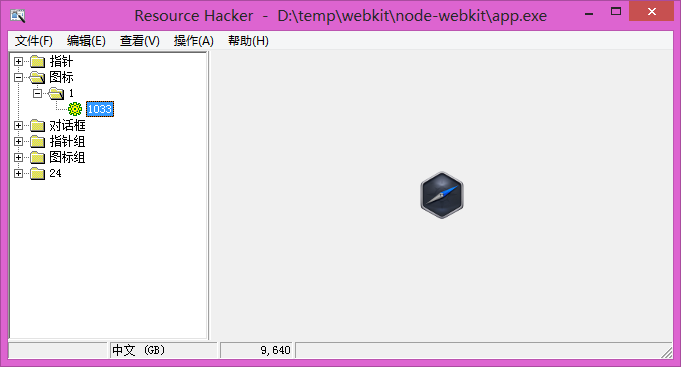 Resource Hacker - D:\temp\webkit\node-webkit\app.exe
文件(F) 编辑(E) 查看(V) 操作(A) 帮助(H)
指针
图标
1
1033
对话框
指针组
图标组
24
中文 (GB) 9,640